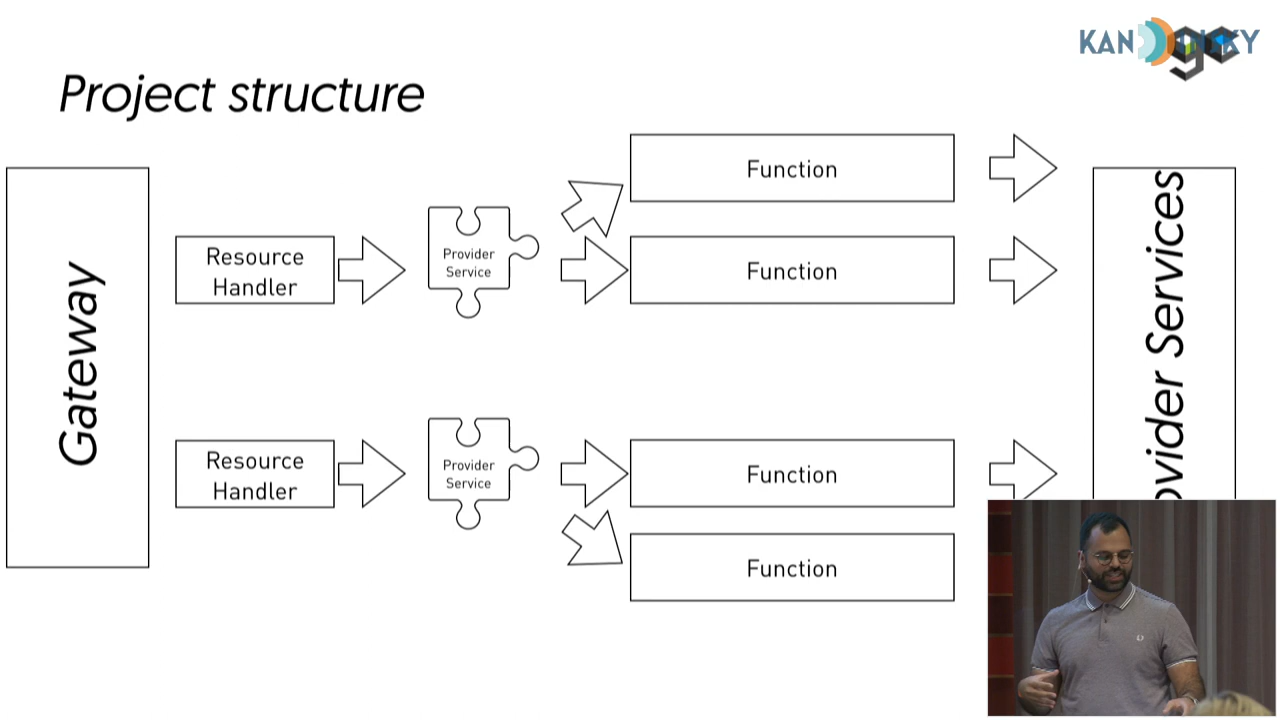 Project structure
Gateway
Resource
Handler
Provider
Service
Function
Function
Resource
Handler
Provider
Service
Function
Function
ovider Services